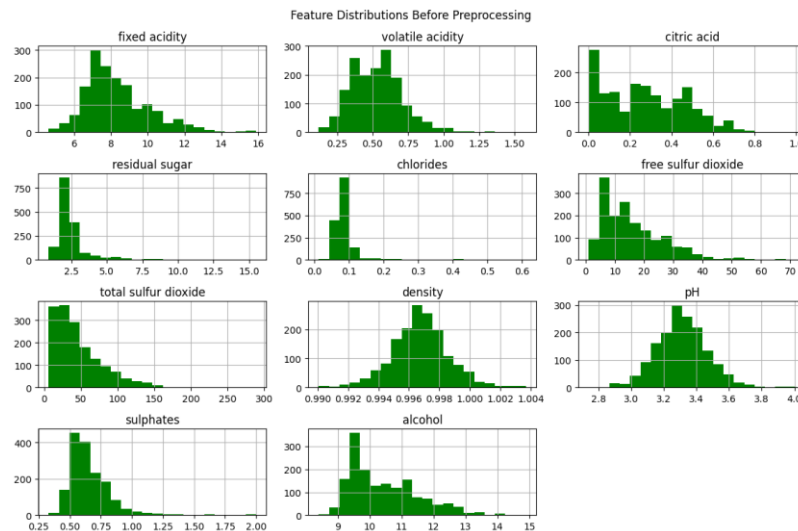 Feature Distributions Before Preprocessing
fixed acidity
volatile acidity
citric acid
300
200
100
0
6 8 10 12 14 16
300
200
100
0
0.25 0.50 0.75 1.00 1.25 1.50
200
100
0
0.0 0.2 0.4 0.6 0.8
residual sugar
chlorides
free sulfur dioxide
750
500
250
0
2.5 5.0 7.5 10.0 12.5 15.0
750
500
250
0
0.0 0.1 0.2 0.3 0.4 0.5 0.6
300
200
100
0
0 10 20 30 40 50 60 70
total sulfur dioxide
density
pH
300
200
100
0
0 50 100 150 200 250 300
200
100
0
0.990 0.992 0.994 0.996 0.998 1.000 1.002 1.004
300
200
100
0
2.8 3.0 3.2 3.4 3.6 3.8
sulphates
alcohol
400
200
0
0.25 0.50 0.75 1.00 1.25 1.50 1.75 2.00
300
200
100
0
9 10 11 12 13 14 15